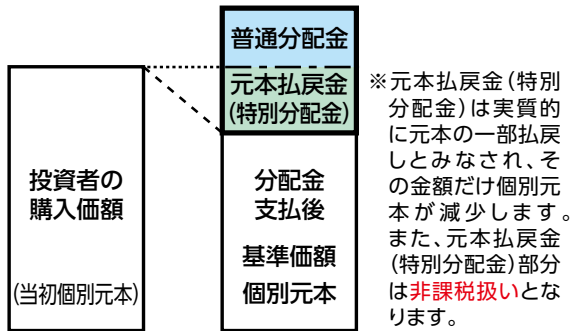 普通分配金
元本払戻金
(特別分配金)
投資者の
購入価額
(当初個別元本)
分配金
支払後
基準価額
個別元本
※元本払戻金(特別
分配金)は実質的
に元本の一部払戻
しとみなされ、そ
の金額だけ個別元
本が減少します。
また、元本払戻金
(特別分配金)部分
は非課税扱いとな
ります。